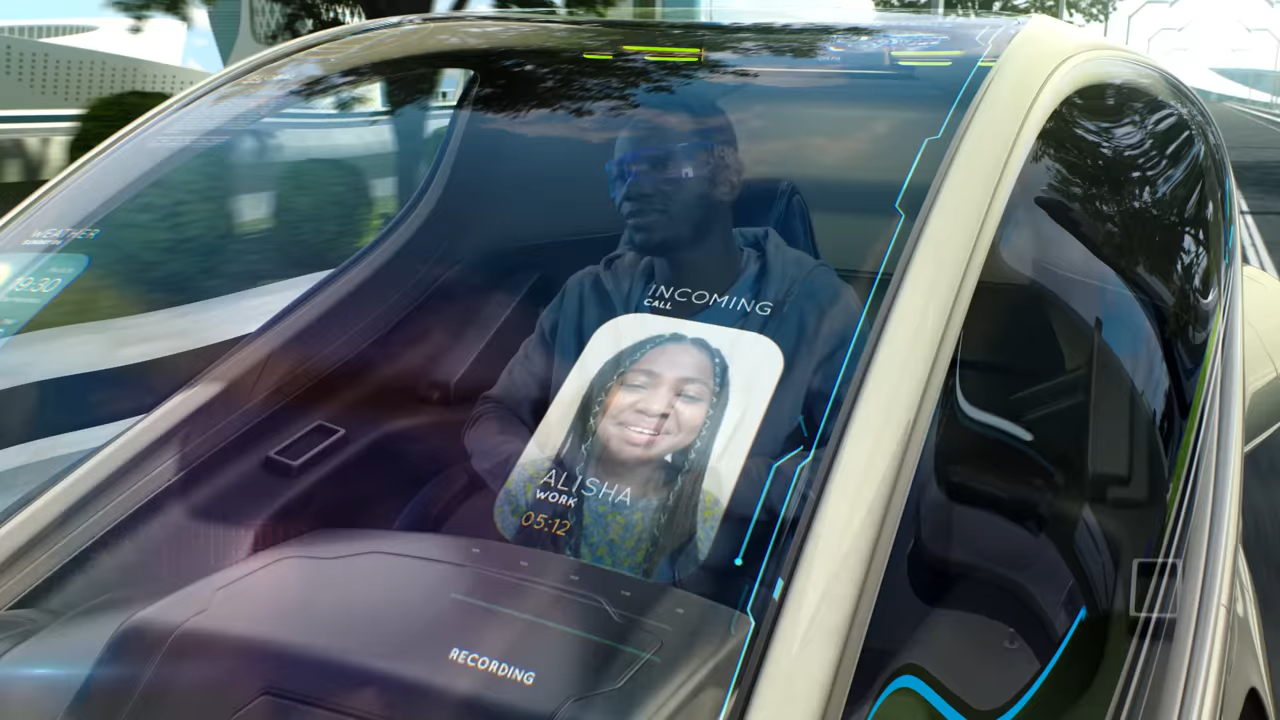 WEATHER
19:30
INCOMING
CALL
ALISHA
WORK
05:12
RECORDING